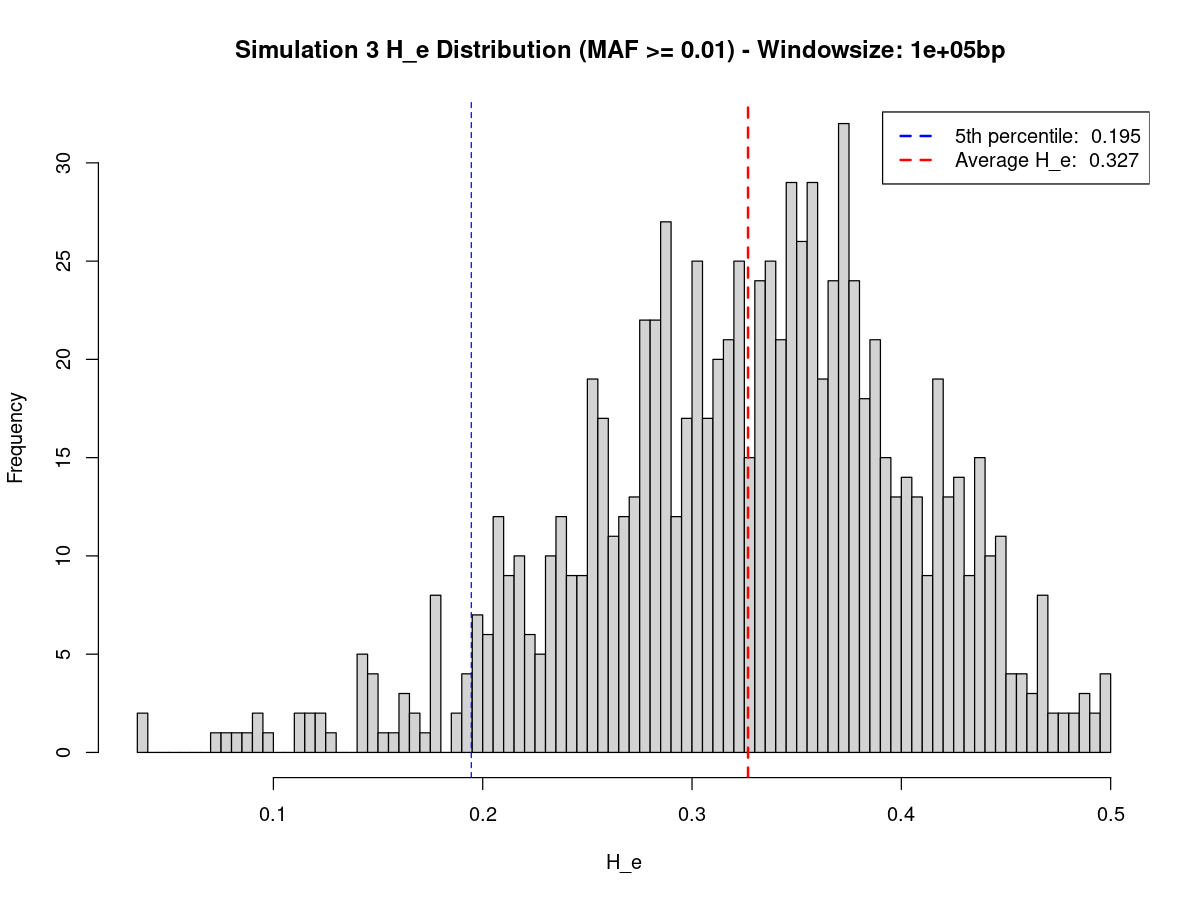 Simulation 3 H_e Distribution (MAF >= 0.01) - Windowsize: 1e+05bp
5th percentile:  0.195
Average H_e:  0.327
Frequency
30
25
20
15
10
5
0
0.1 0.2 0.3 0.4 0.5
H_e